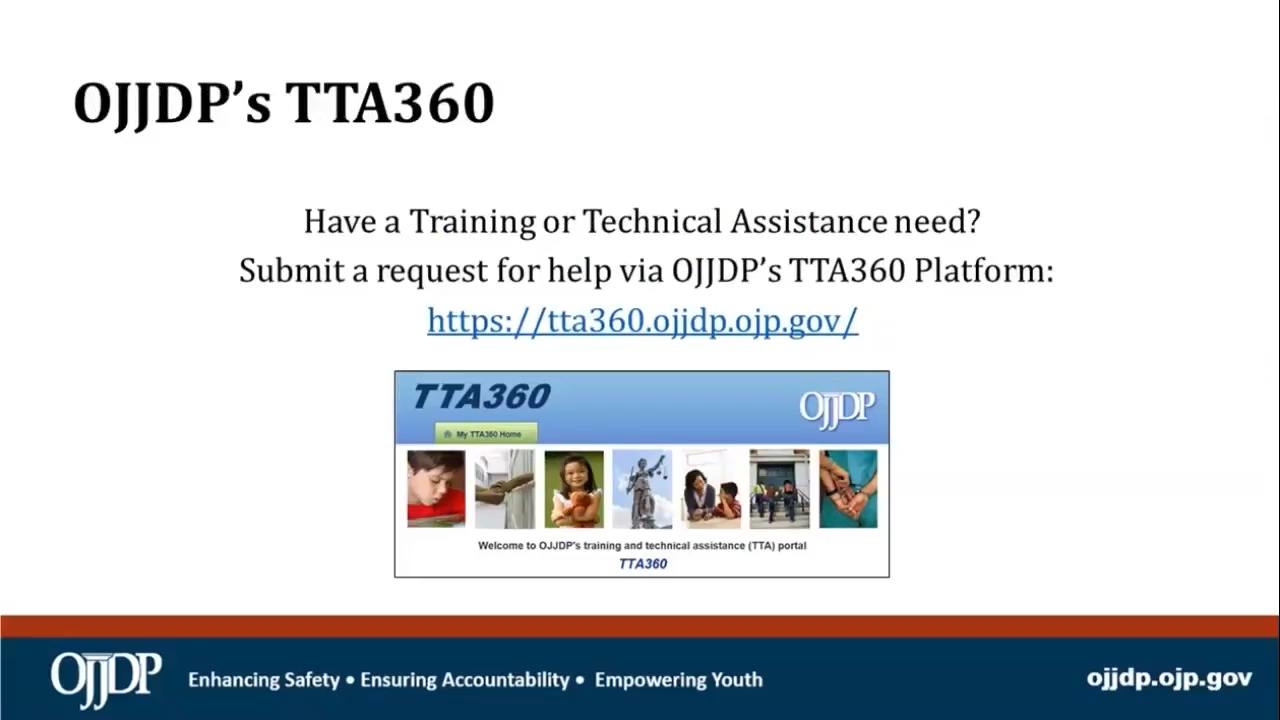 OJJDP’s TTA360
Have a Training or Technical Assistance need?
Submit a request for help via OJJDP’s TTA360 Platform:
https://tta360.ojjdp.ojp.gov/
TTA360
OJJDP
My TTA360 Home
Welcome to OJJDP's training and technical assistance (TTA) portal
TTA360
OJJDP
Enhancing Safety • Ensuring Accountability • Empowering Youth
ojjdp.ojp.gov